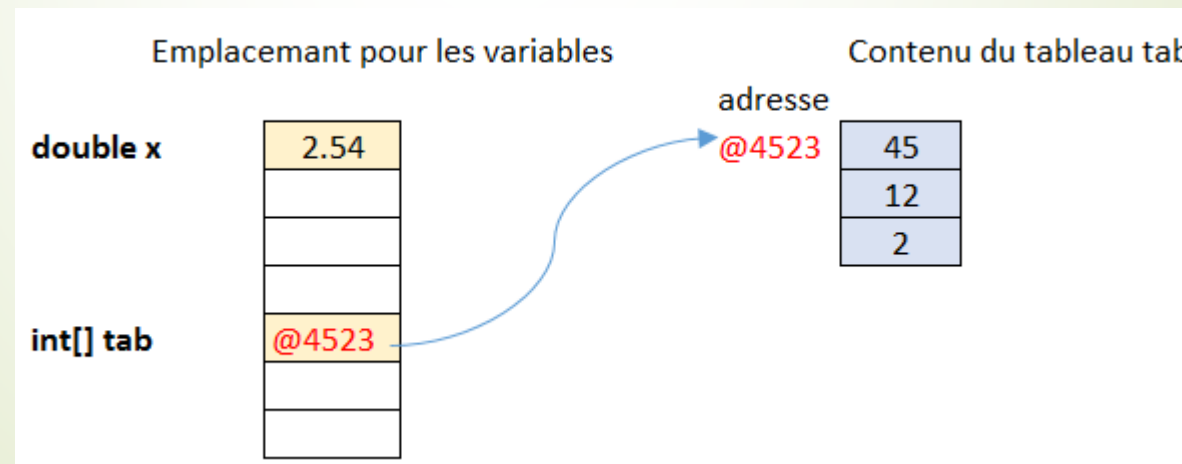 Emplacemant pour les variables
Contenu du tableau tab
adresse
double x
2.54
@4523
45
12
2
int[] tab
@4523